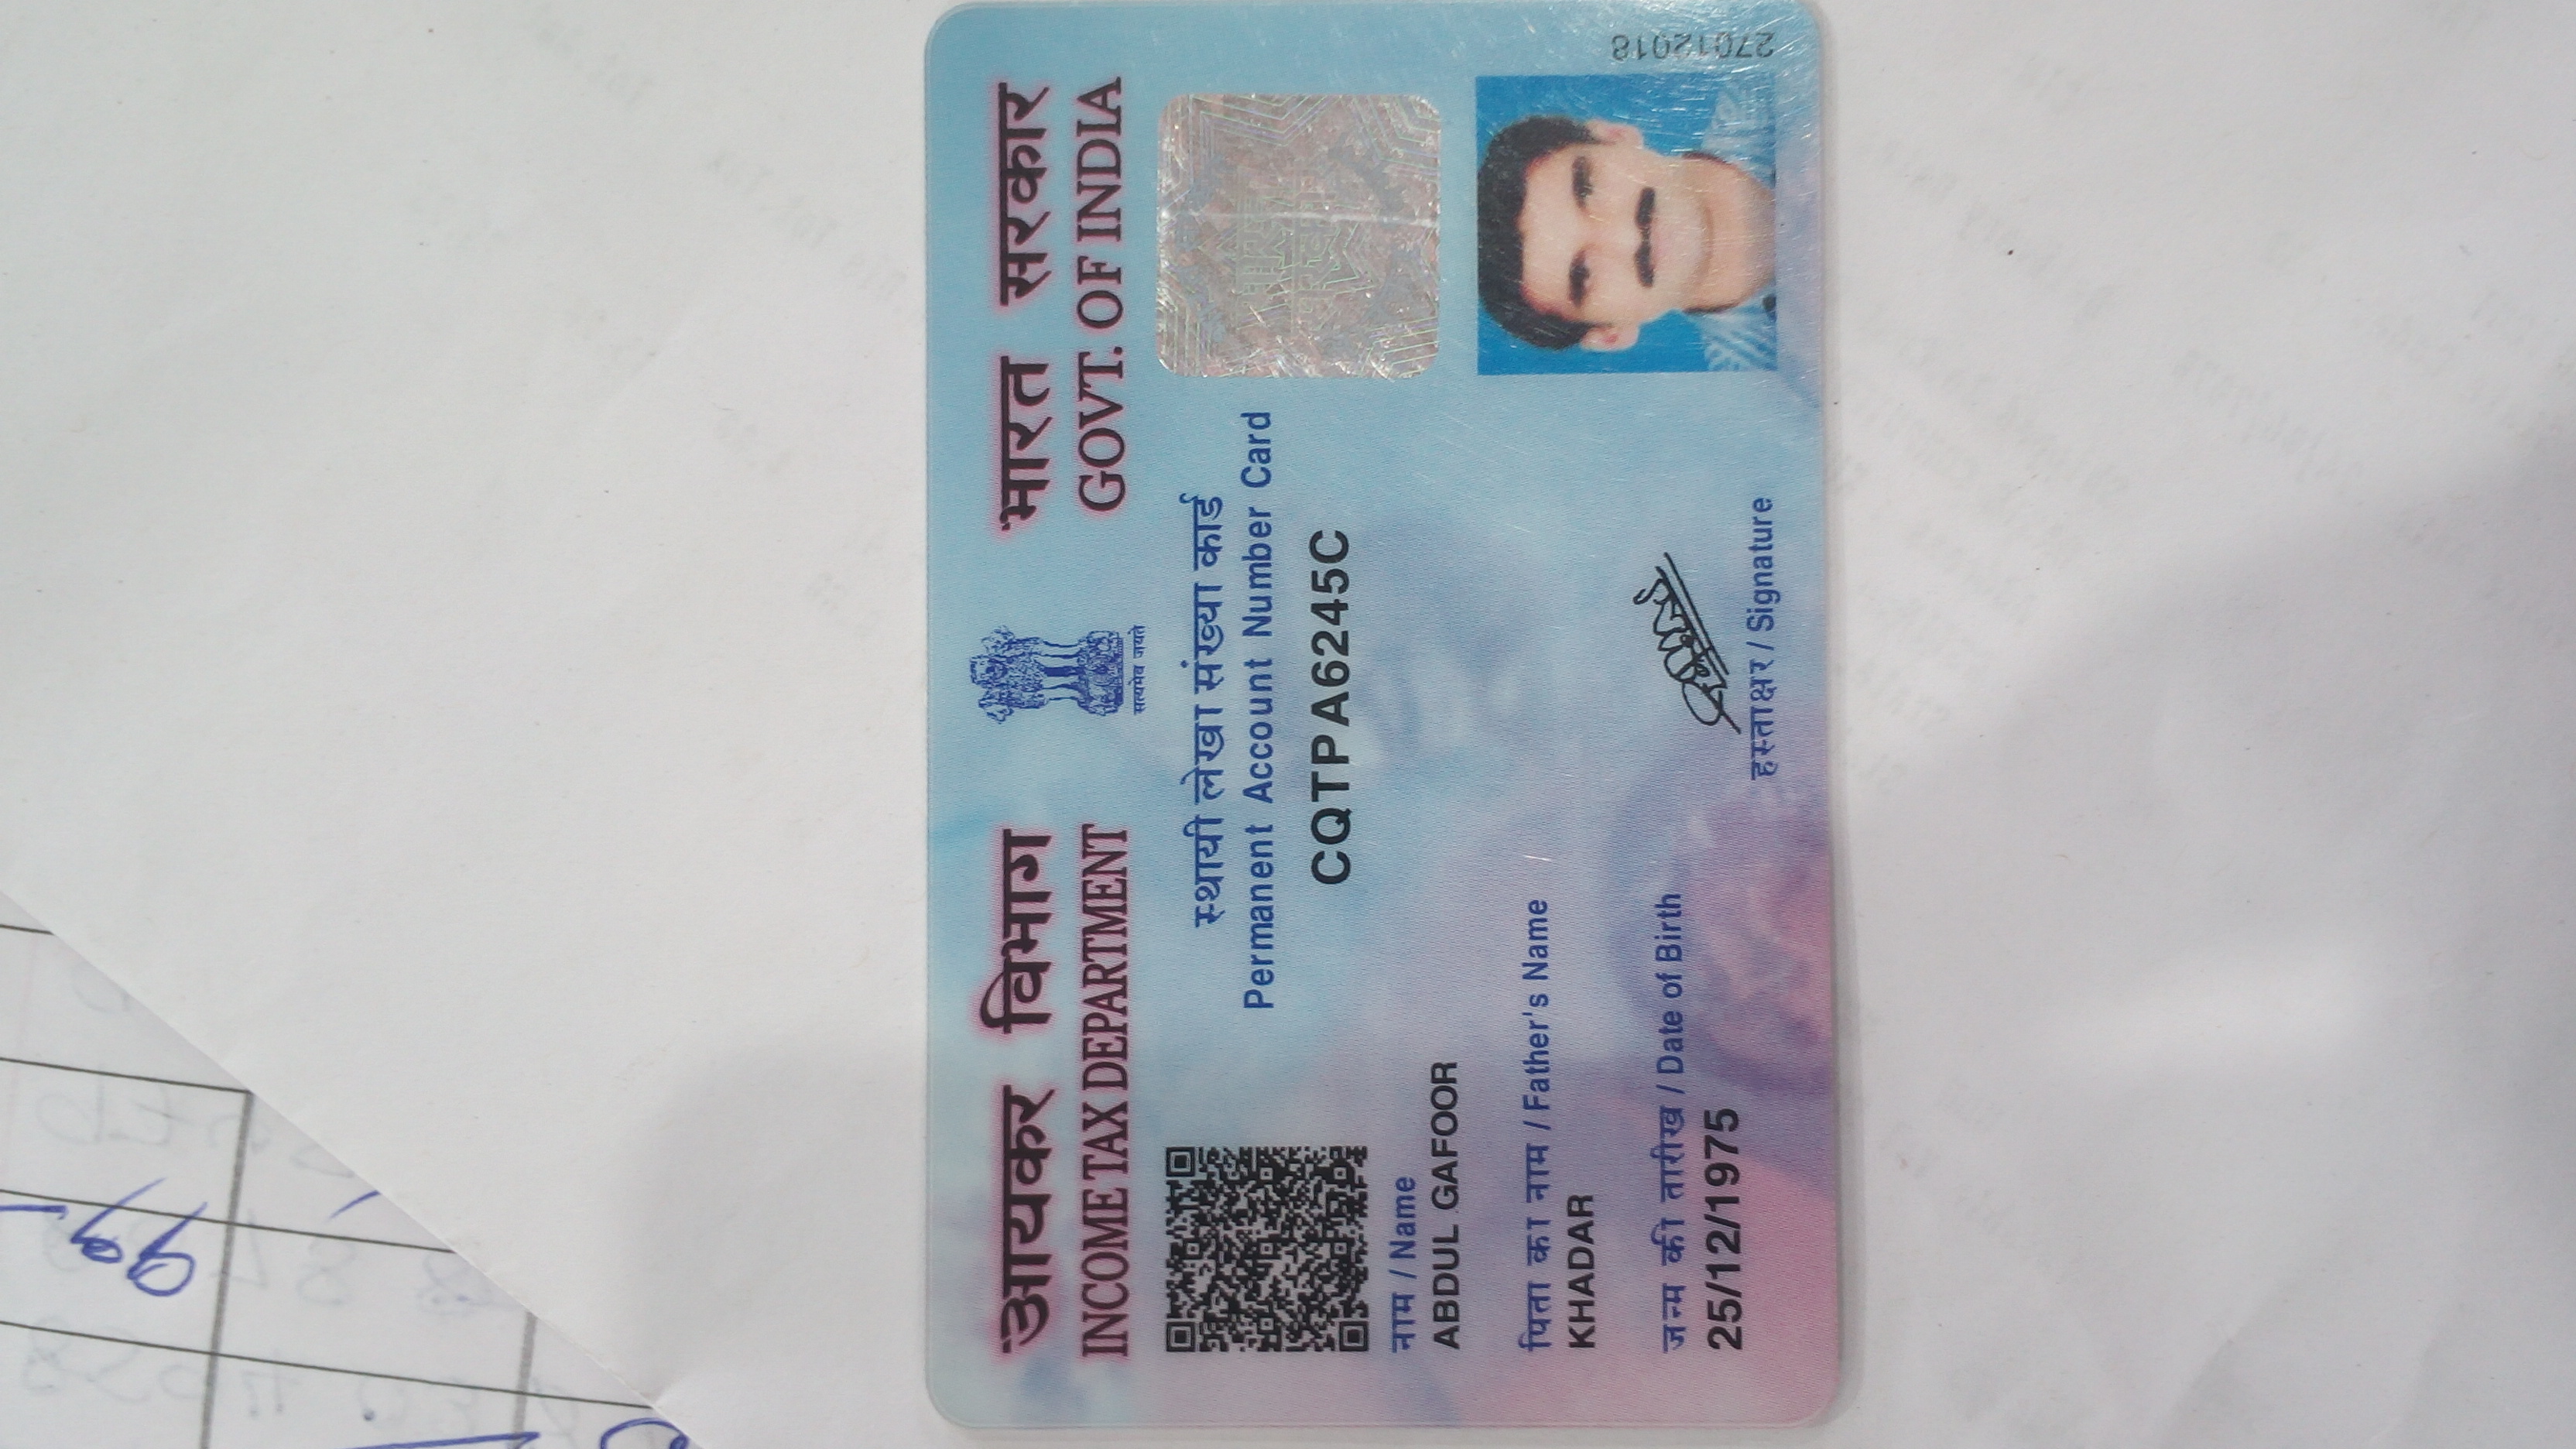 आयकर विभाग
INCOME TAX DEPARTMENT
सत्यमेव जयते
भारत सरकार
GOVT. OF INDIA
स्थायी लेखा संख्या कार्ड
Permanent Account Number Card
CQTPA6245C
नाम / Name
ABDUL GAFOOR
पिता का नाम / Father's Name
KHADAR
जन्म की तारीख / Date of Birth
25/12/1975
हस्ताक्षर / Signature
27012018